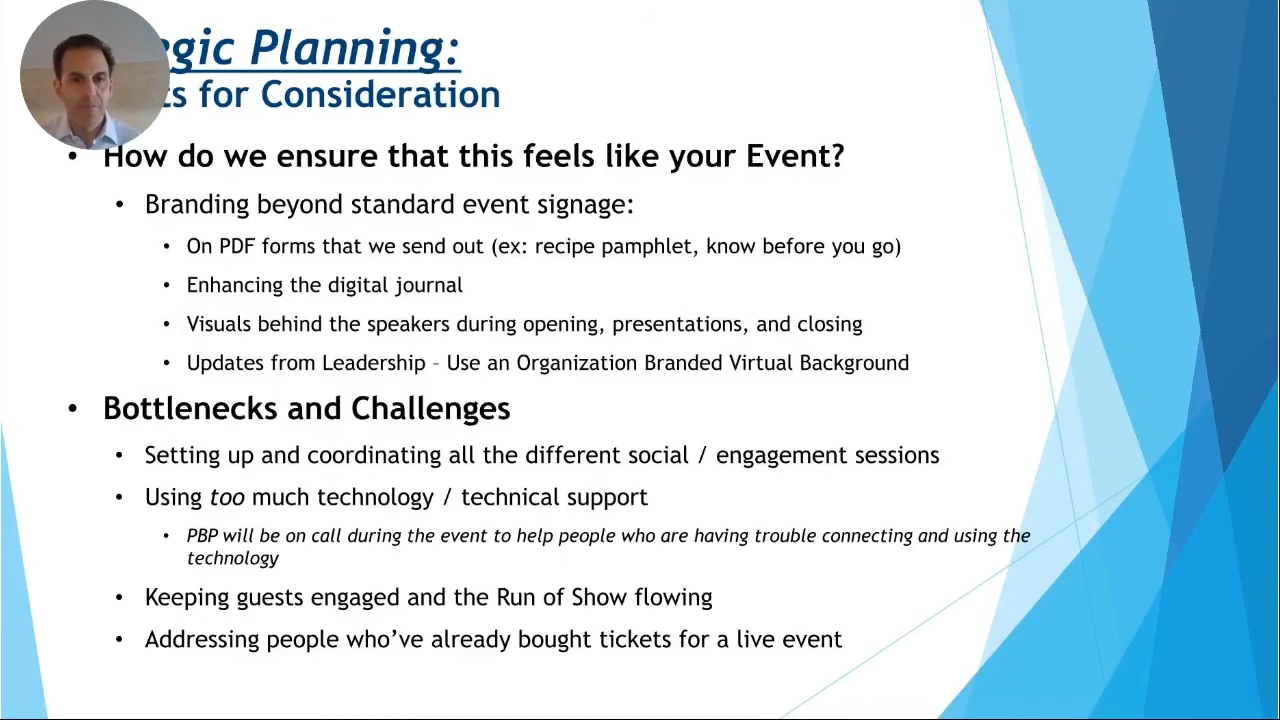 egic Planning:
ts for Consideration
• How do we ensure that this feels like your Event?
• Branding beyond standard event signage:
• On PDF forms that we send out (ex: recipe pamphlet, know before you go)
• Enhancing the digital journal
• Visuals behind the speakers during opening, presentations, and closing
• Updates from Leadership – Use an Organization Branded Virtual Background
• Bottlenecks and Challenges
• Setting up and coordinating all the different social / engagement sessions
• Using too much technology / technical support
• PBP will be on call during the event to help people who are having trouble connecting and using the
technology
• Keeping guests engaged and the Run of Show flowing
• Addressing people who’ve already bought tickets for a live event